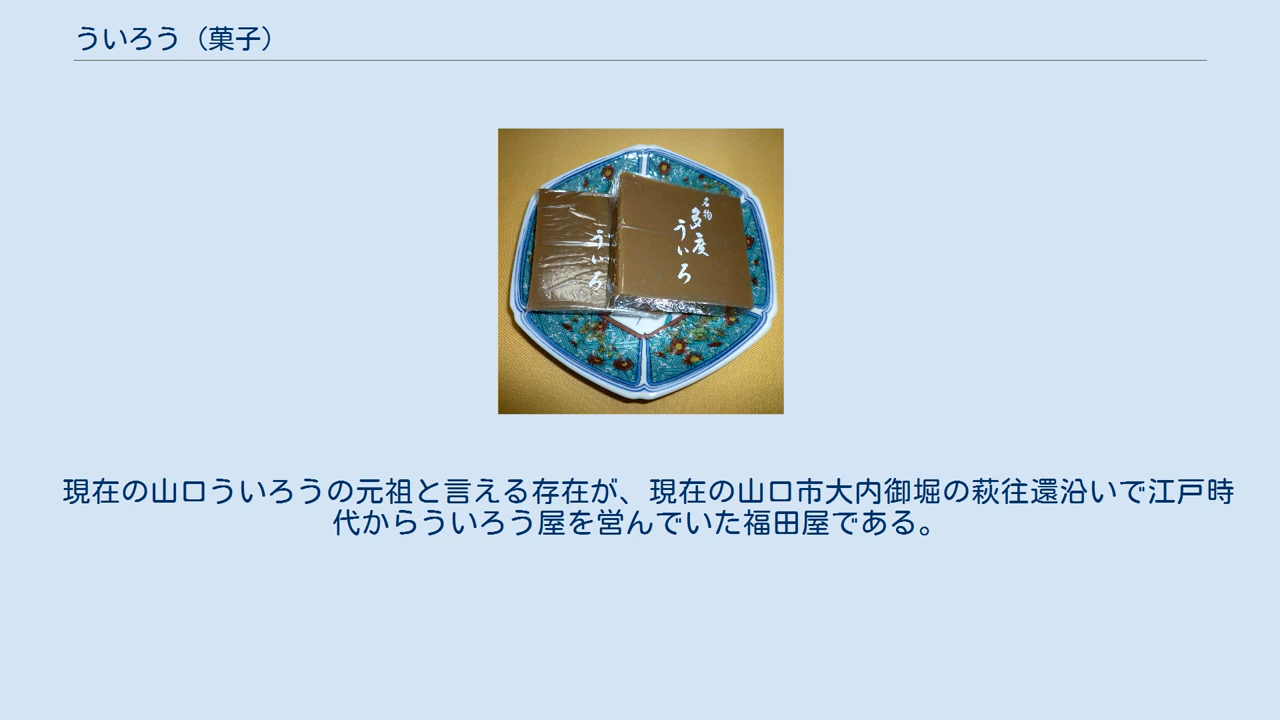 ういろう（菓子）
名物
多度
ういろ
ういろ
現在の山口ういろうの元祖と言える存在が、現在の山口市大内御堀の萩往還沿いで江戸時
代からういろう屋を営んでいた福田屋である。